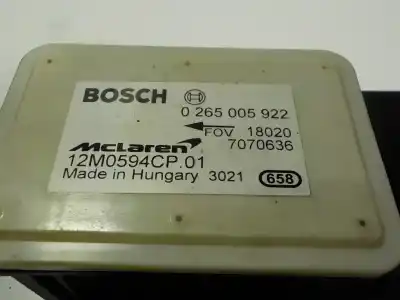 BOSCH
0 265 005 922
FOV 18020
McLaren 7070636
12M0594CP.01
Made in Hungary 3021 658